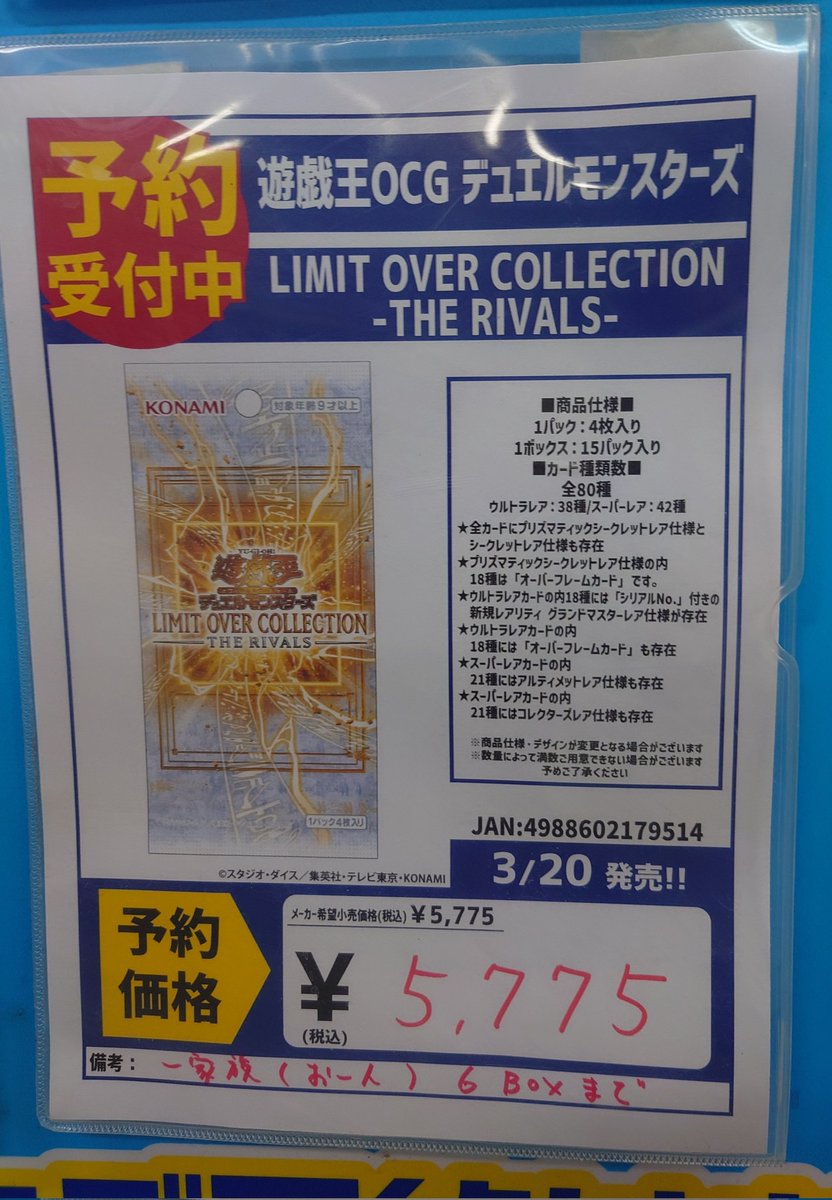 予約
受付中
遊戯王OCG デュエルモンスターズ
LIMIT OVER COLLECTION
-THE RIVALS-
KONAMI
対象年齢9才以上
YU-GI-OH!
遊戯王
デュエルモンスターズ
LIMIT OVER COLLECTION
THE RIVALS
1パック4枚入り
■商品仕様■
1パック：4枚入り
1ボックス：15パック入り
■カード種類数■
全80種
ウルトラレア：38種/スーパーレア：42種
★全カードにプリズマティックシークレットレア仕様と
シークレットレア仕様も存在
★プリズマティックシークレットレア仕様の内
18種は「オーバーフレームカード」です。
★ウルトラレアカードの内18種には「シリアルNo.」付きの
新規レアリティ グランドマスターレア仕様が存在
★ウルトラレアカードの内
18種には「オーバーフレームカード」も存在
★スーパーレアカードの内
21種にはアルティメットレア仕様も存在
★スーパーレアカードの内
21種にはコレクターズレア仕様も存在
※商品仕様・デザインが変更となる場合がございます
※数量によって満数ご用意できない場合がございます
予めご了承ください
JAN:4988602179514
©スタジオ・ダイス／集英社・テレビ東京・KONAMI
3/20 発売!!
予約
価格
メーカー希望小売価格(税込) ¥5,775
¥ 5,775
(税込)
備考： 一家族(お一人) 6 BOXまで